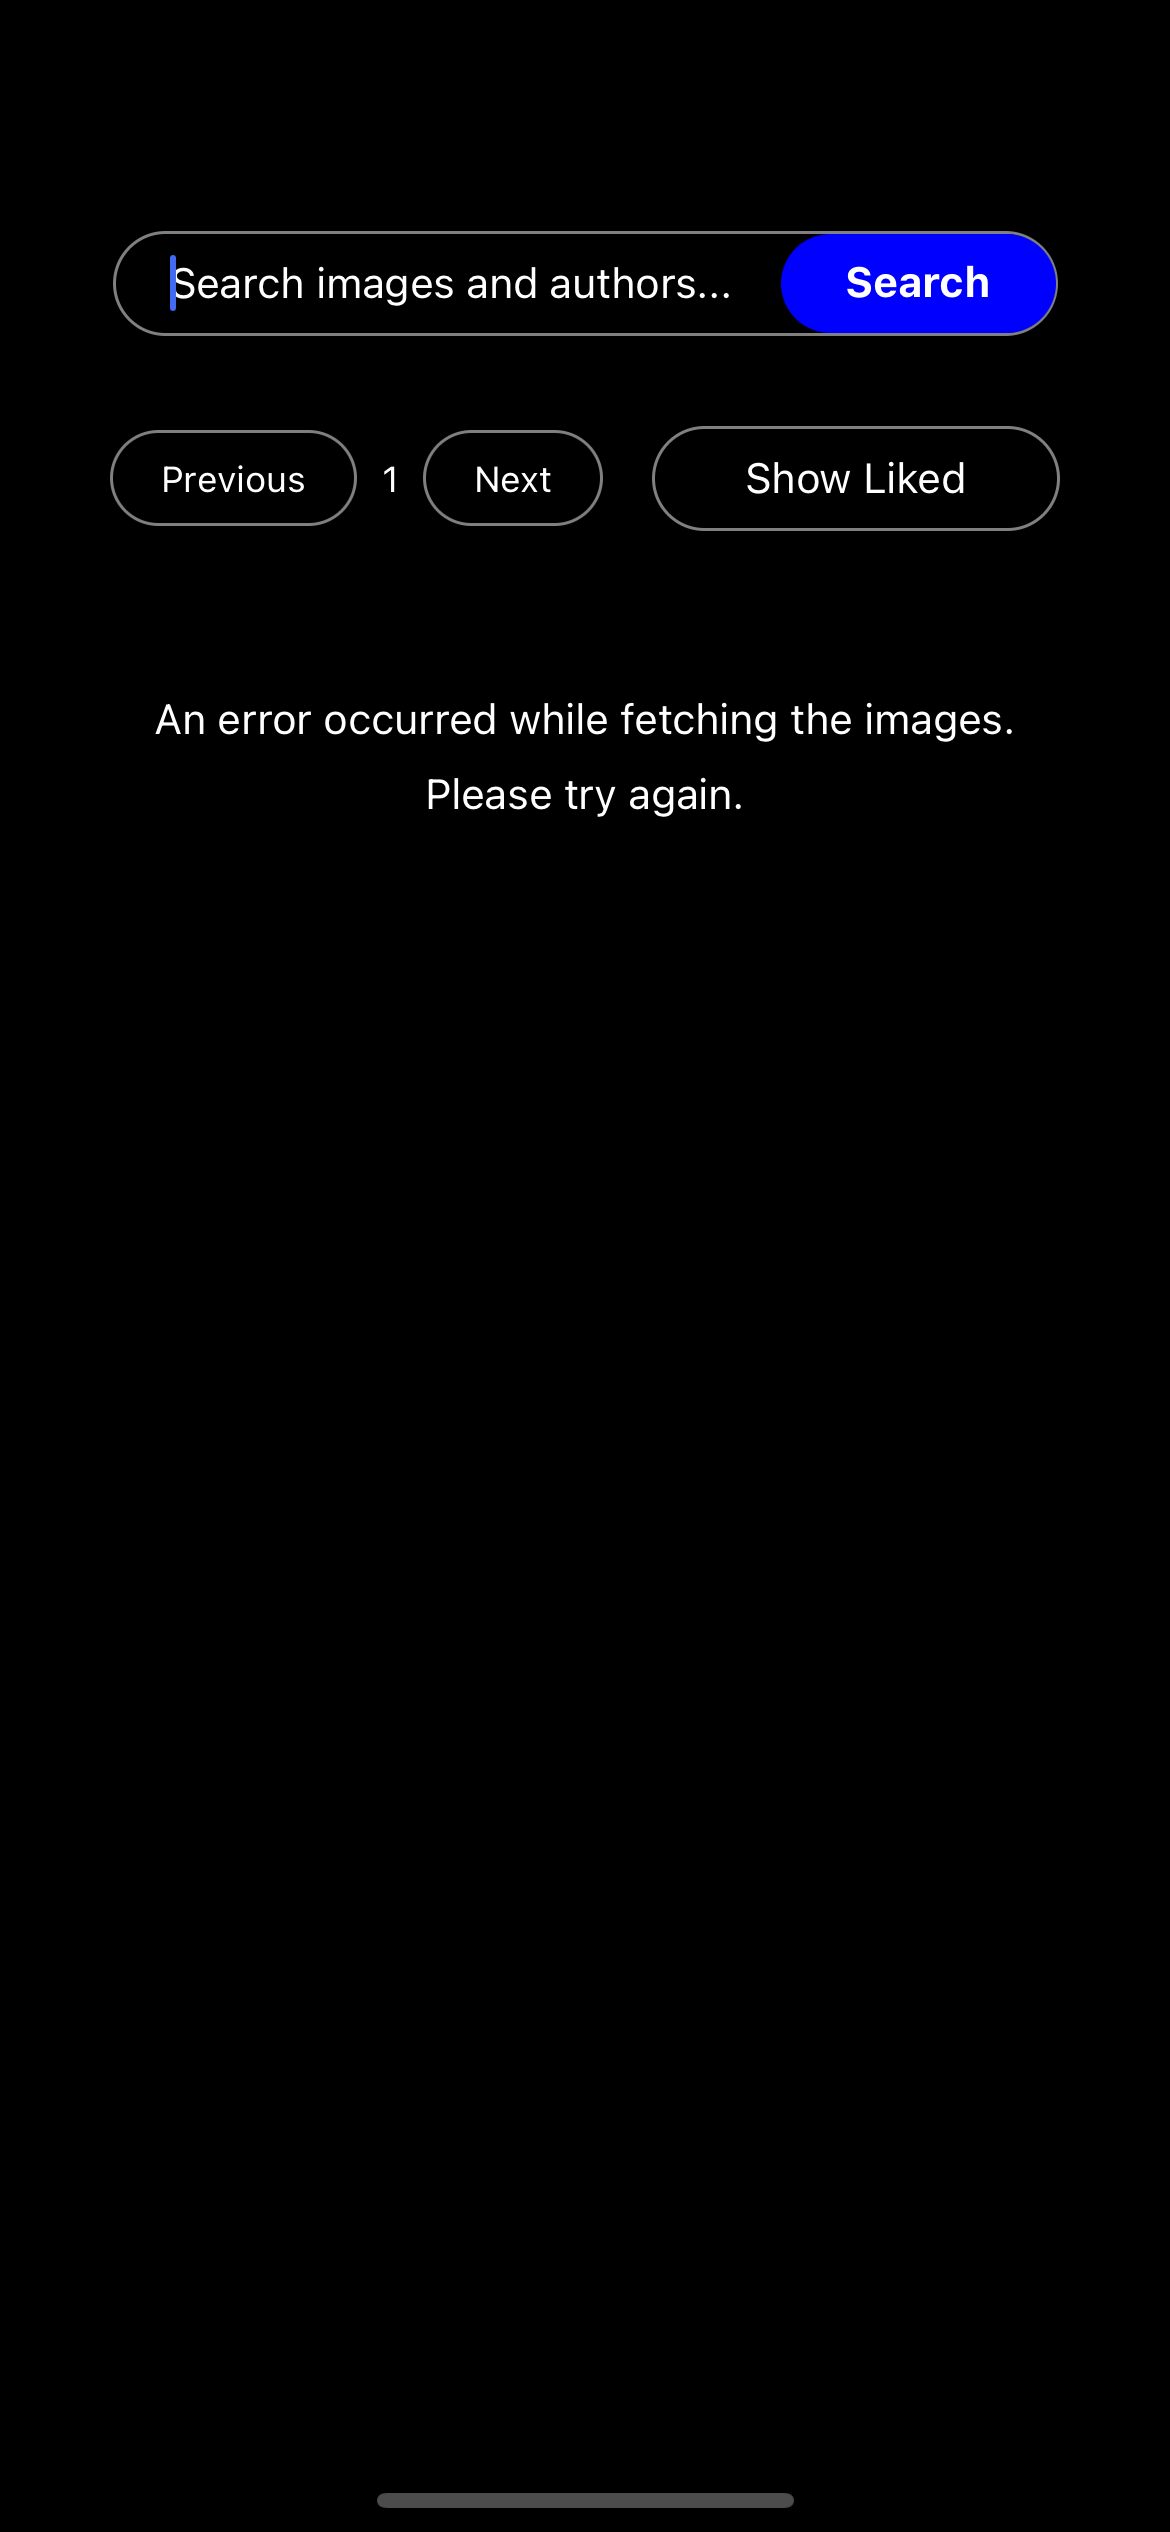 Search images and authors...
Search
Previous
1
Next
Show Liked
An error occurred while fetching the images.
Please try again.